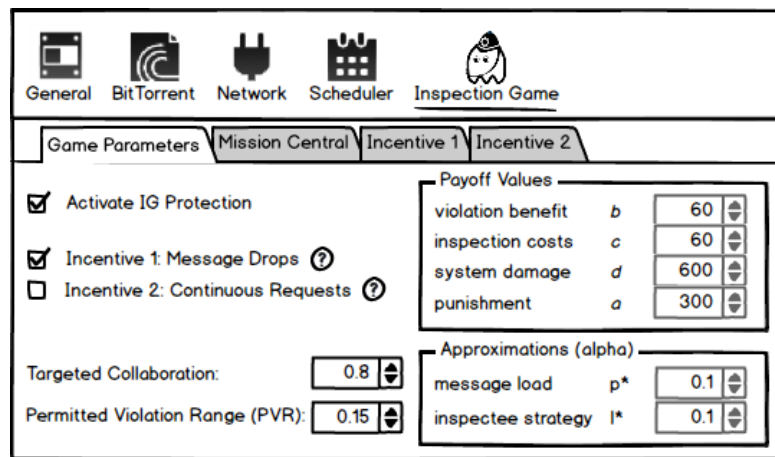 General BitTorrent Network Scheduler Inspection Game
Game Parameters Mission Central Incentive 1 Incentive 2
Activate IG Protection
Incentive 1: Message Drops ?
Incentive 2: Continuous Requests ?
Targeted Collaboration: 0.8
Permitted Violation Range (PVR): 0.15
Payoff Values
violation benefit b 60
inspection costs c 60
system damage d 600
punishment a 300
Approximations (alpha)
message load p* 0.1
inspectee strategy l* 0.1